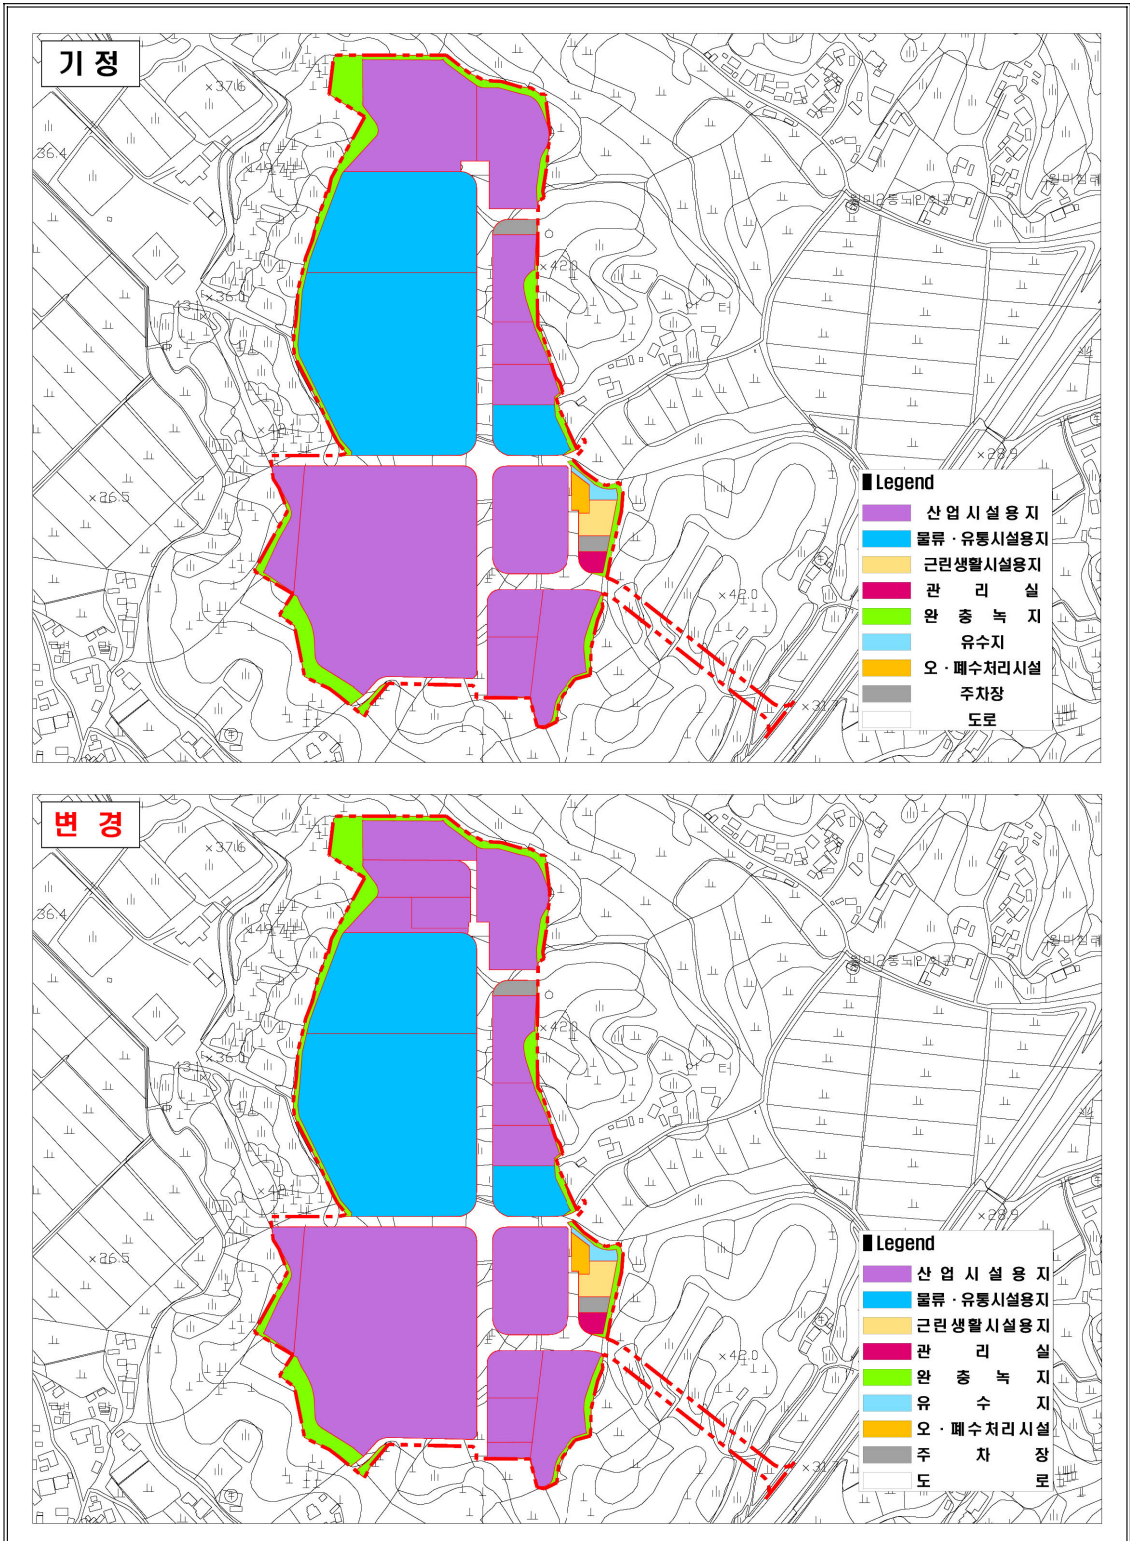 기 정
×37.6
36.4
×49.7
×42.0
43.1
×36.0
×42.1
×26.5
×28.9
×42.0
×31.7
Legend
산 업 시 설 용 지
물류 · 유통시설용지
근린생활시설용지
관 리 실
완 충 녹 지
유수지
오 · 폐수처리시설
주차장
도로
변 경
×37.6
36.4
×49.7
×42.0
43.1
×36.0
×42.1
×26.5
×28.9
×42.0
×31.7
Legend
산 업 시 설 용 지
물류 · 유통시설용지
근린생활시설용지
관 리 실
완 충 녹 지
유 수 지
오 · 폐수처리시설
주 차 장
도 로